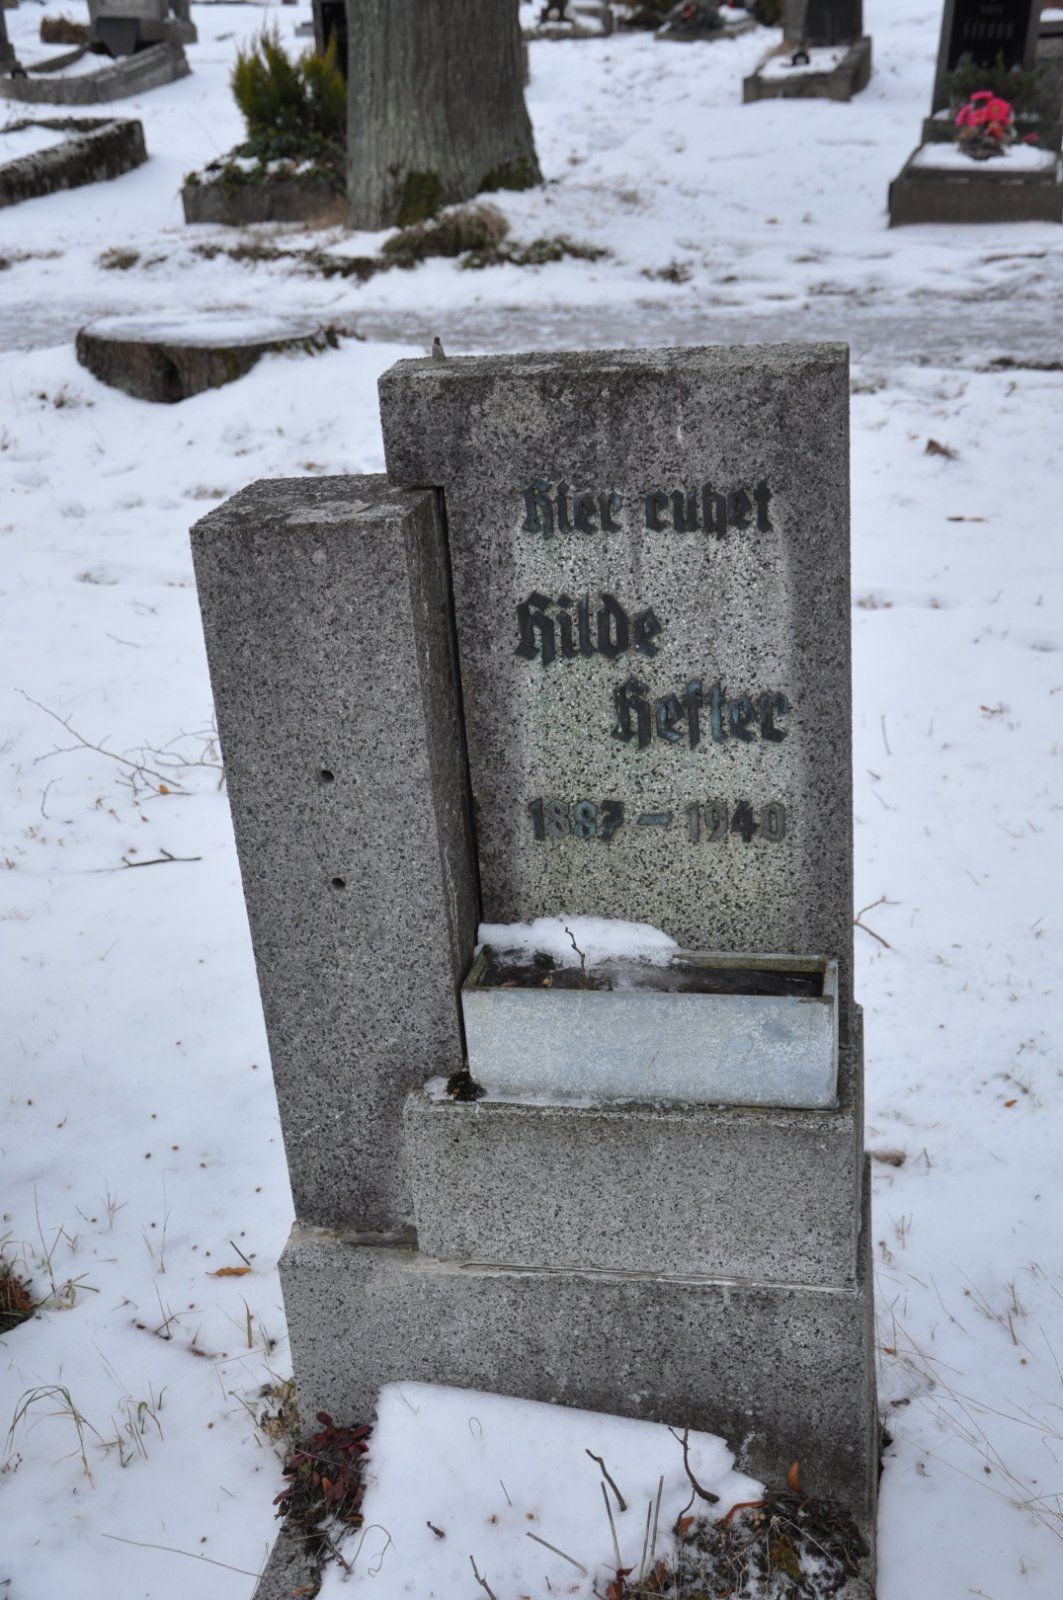 Hier ruhet
Hilde
Hefter
1887 – 1940